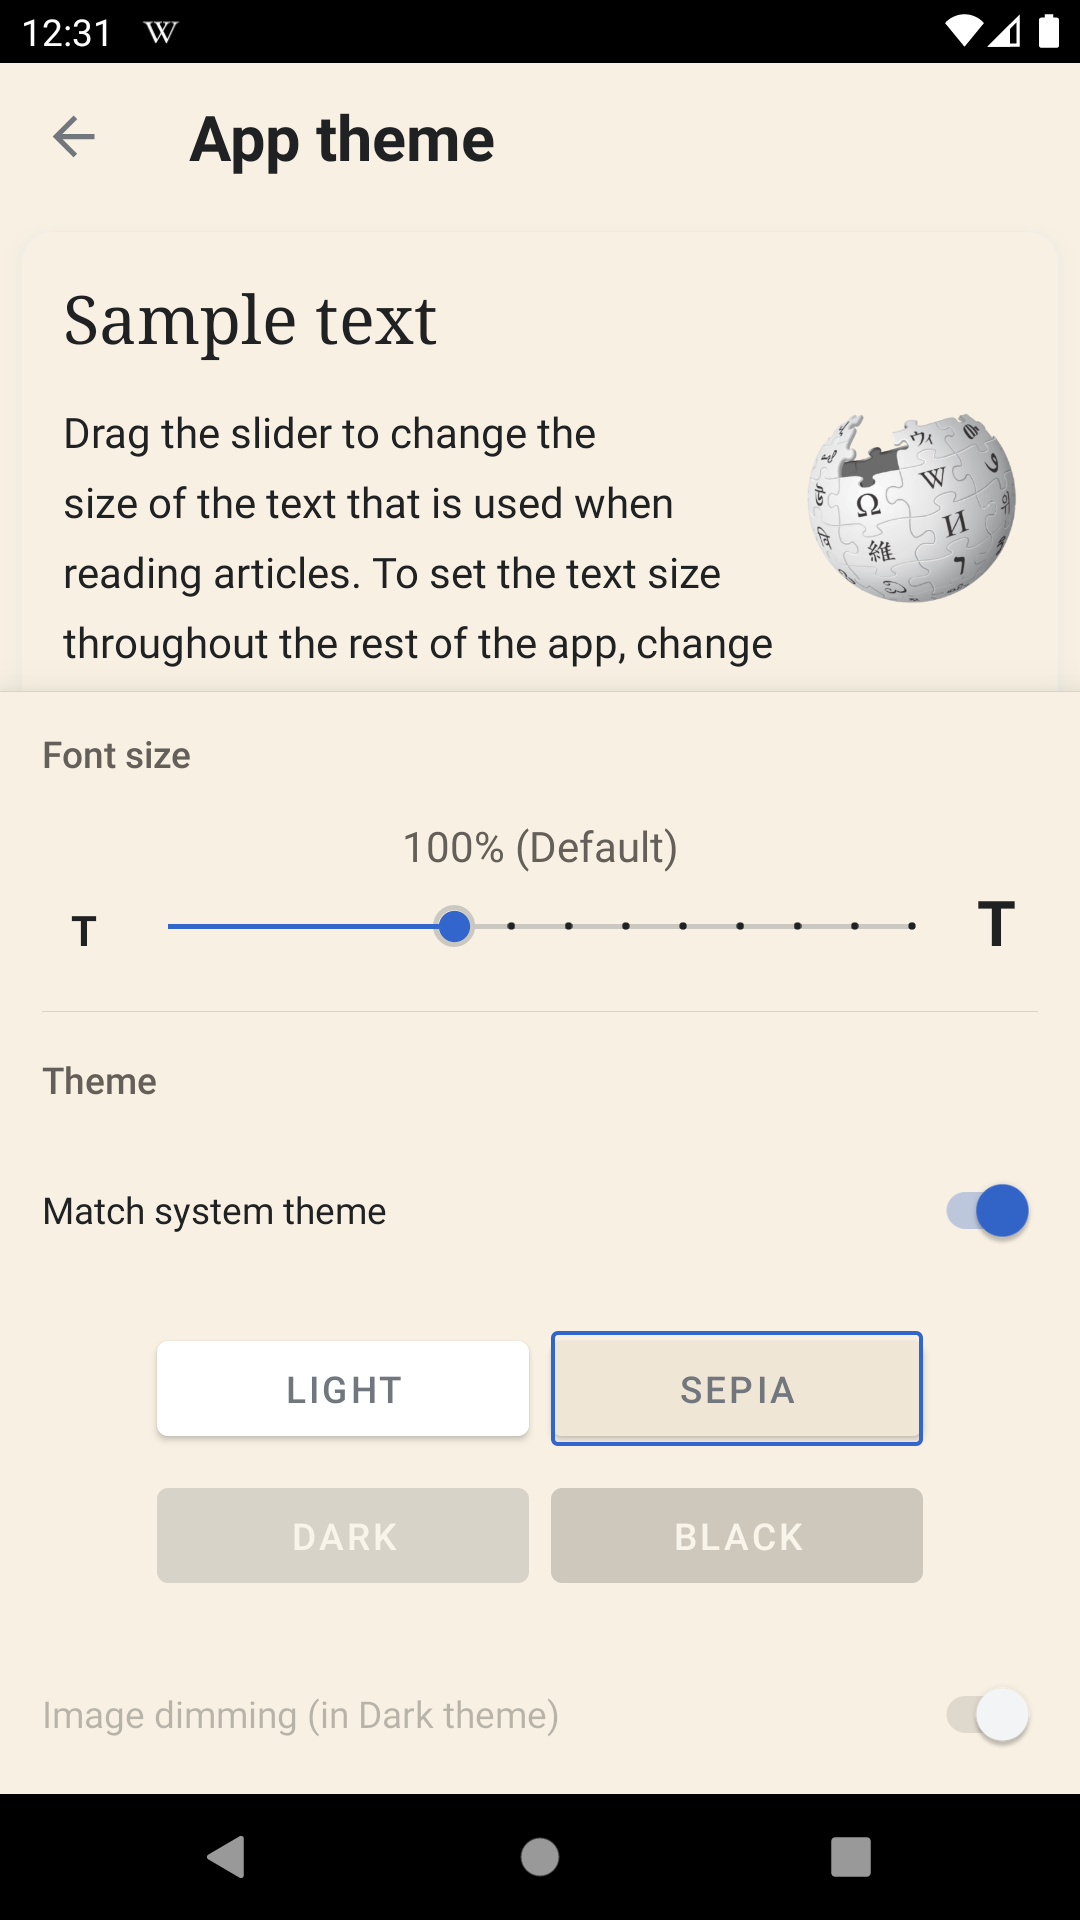 12:31
App theme
Sample text
Drag the slider to change the
size of the text that is used when
reading articles. To set the text size
throughout the rest of the app, change
Font size
100% (Default)
T T
Theme
Match system theme
LIGHT SEPIA
DARK BLACK
Image dimming (in Dark theme)